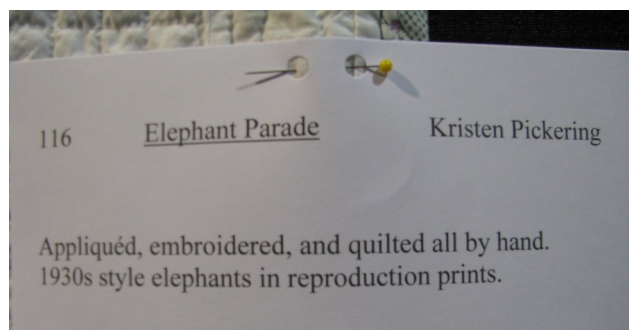 116 Elephant Parade Kristen Pickering
Appliquéd, embroidered, and quilted all by hand.
1930s style elephants in reproduction prints.